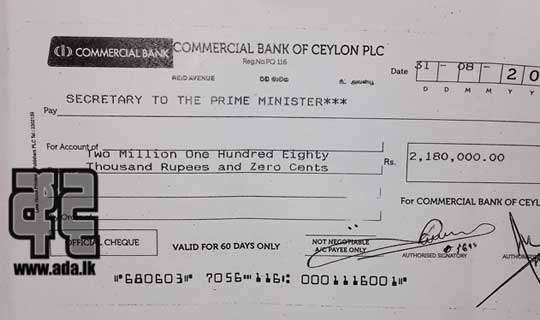 COMMERCIAL BANK
COMMERCIAL BANK OF CEYLON PLC
Reg.No PQ 116
REID AVENUE
Date 31 - 08 - 20
D D M M Y Y
SECRETARY TO THE PRIME MINISTER***
Pay
For Account of
Two Million One Hundred Eighty
Thousand Rupees and Zero Cents
Rs. 2,180,000.00
අද
www.ada.lk
For COMMERCIAL BANK OF CEYL
OFFICIAL CHEQUE
VALID FOR 60 DAYS ONLY
NOT NEGOTIABLE
A/C PAYEE ONLY
AUTHORISED SIGNATORY
AUTHORISED
⑈680603⑈ 7056⑉116⑆ 0001116001⑈